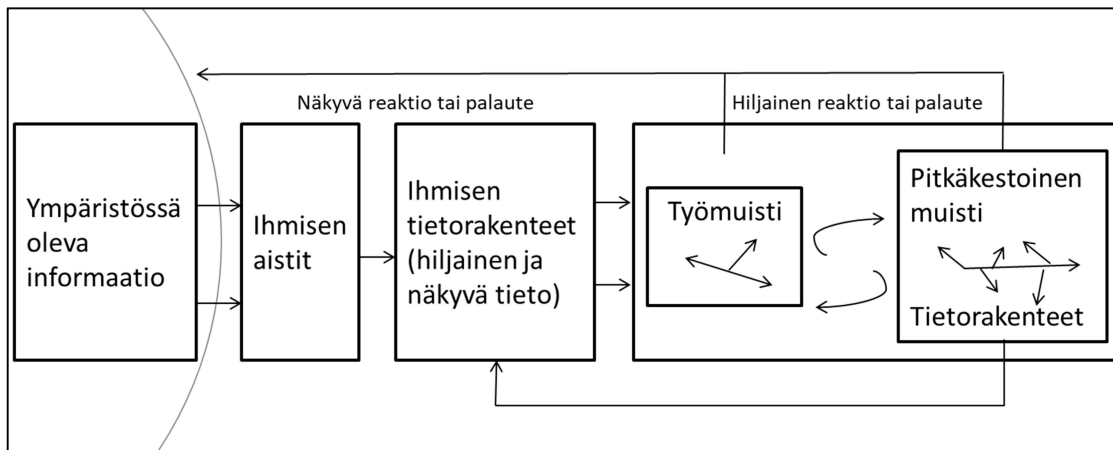 Näkyvä reaktio tai palaute
Hiljainen reaktio tai palaute
Ympäristössä
oleva
informaatio
Ihmisen
aistit
Ihmisen
tietorakenteet
(hiljainen ja
näkyvä tieto)
Työmuisti
Pitkäkestoinen
muisti
Tietorakenteet